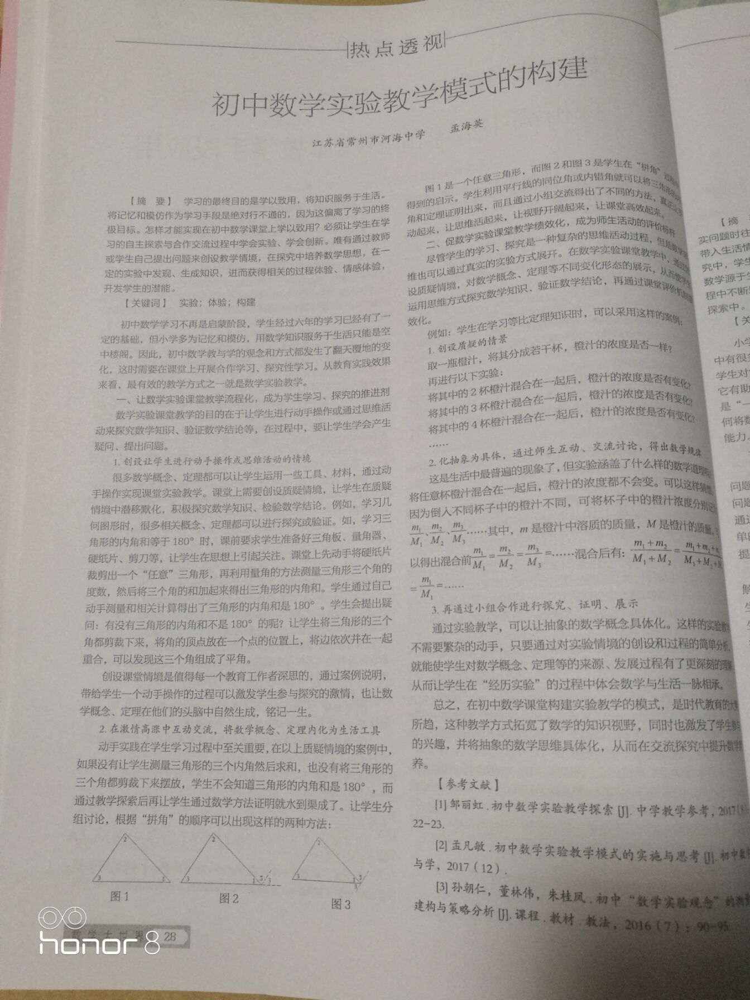 热点透视
初中数学实验教学模式的构建
江苏省常州市河海中学 孟海英
【摘 要】 学习的最终目的是学以致用，将知识服务于生活。
将记忆和模仿作为学习手段是绝对行不通的，因为这偏离了学习的终
极目标。怎样才能实现在初中数学课堂上学以致用？必须让学生在学
习的自主探索与合作交流过程中学会实验、学会创新。唯有通过教师
或学生自己提出问题来创设教学情境，在探究中培养数学思想，在一
定的实验中发现、生成知识，进而获得相关的过程体验、情感体验，
开发学生的潜能。
【关键词】 实验；体验；构建
初中数学学习不再是启蒙阶段，学生经过六年的学习已经有了一
定的基础，但小学多为记忆和模仿，用数学知识服务于生活只能是空
中楼阁。因此，初中数学教与学的观念和方式都发生了翻天覆地的变
化，这时需要在课堂上开展合作学习、探究性学习。从教育实践效果
来看，最有效的教学方式之一就是数学实验教学。
一、让数学实验课堂教学流程化，成为学生学习、探究的推进剂
数学实验课堂教学的目的在于让学生进行动手操作或通过思维活
动来探究数学知识、验证数学结论等，在过程中，要让学生学会产生
疑问、提出问题。
1. 创设让学生进行动手操作或思维活动的情境
很多数学概念、定理都可以让学生运用一些工具、材料，通过动
手操作实现课堂实验教学。课堂上需要创设质疑情境，让学生在质疑
情境中潜移默化，积极探究数学知识、检验数学结论。例如，学习几
何图形时，很多相关概念、定理都可以进行探究或验证。如，学习三
角形的内角和等于180°时，课前要求学生准备好三角板、量角器、
硬纸片、剪刀等，让学生在思想上引起关注。课堂上先动手将硬纸片
裁剪出一个“任意”三角形，再利用量角的方法测量三角形三个角的
度数，然后将三个角的和加起来得出三角形的内角和。学生通过自己
动手测量和相关计算得出了三角形的内角和是180°。学生会提出疑
问：有没有三角形的内角和不是180°的呢？让学生将三角形的三个
角都剪裁下来，将角的顶点放在一个点的位置上，将边依次并在一起
重合，可以发现这三个角组成了平角。
创设课堂情境是值得每一个教育工作者深思的，通过案例说明，
带给学生一个动手操作的过程可以激发学生参与探究的激情，也让数
学概念、定理在他们的头脑中自然生成，铭记一生。
2. 在激情高涨中互动交流，将数学概念、定理内化为生活工具
动手实践在学生学习过程中至关重要，在以上质疑情境的案例中，
如果没有让学生测量三角形的三个内角然后求和，也没有将三角形的
三个角都剪裁下来摆放，学生不会知道三角形的内角和是180°，而
通过教学探索后再让学生通过数学方法证明就水到渠成了。让学生分
组讨论，根据“拼角”的顺序可以出现这样的两种方法：
2 3 1
图1
2 3 1 3
图2
2 3 1 3
图3
数学大世界 28
honor 8
图1是一个任意三角形，而图2和图3是学生在“拼角”
得到的启示。学生利用平行线的同位角或内错角就可以将三角形的
角和定理证明出来，而且通过小组交流得出了不同的方法，真正让
动起来，让思维活起来，让视野开阔起来，让课堂高效起来。
二、促数学实验课堂教学绩效化，成为师生活动的评价标杆
尽管学生的学习、探究是一种复杂的思维活动过程，但是数学
维也可以通过真实的实验方式展开。在数学实验课堂教学中，通过
设质疑情境，对数学概念、定理等不同变化形态的展示，从而使学生
运用思维方式探究数学知识、验证数学结论，再通过课堂评价机制
效化。
例如：学生在学习等比定理知识时，可以采用这样的案例：
1. 创设质疑的情景
取一瓶橙汁，将其分成若干杯，橙汁的浓度是否一样？
再进行以下实验：
将其中的2杯橙汁混合在一起后，橙汁的浓度是否有变化？
将其中的3杯橙汁混合在一起后，橙汁的浓度是否有变化？
将其中的4杯橙汁混合在一起后，橙汁的浓度是否有变化？
……
2. 化抽象为具体，通过师生互动、交流讨论，得出数学规律
这是生活中最普遍的现象了，但实验涵盖了什么样的数学道理呢？
将任意杯橙汁混合在一起后，橙汁的浓度都不会变。可以这样猜想：
因为倒入不同杯子中的橙汁不同，可将杯子中的橙汁浓度分别记为
m₁/M₁、m₂/M₂、m₃/M₃……其中，m是橙汁中溶质的质量，M是橙汁的质量，可
以得出混合前m₁/M₁=m₂/M₂=m₃/M₃=……混合后有：(m₁+m₂)/(M₁+M₂)=m₁+m₂+/M₁+M₂+
=m₁/M₁=……
3. 再通过小组合作进行探究、证明、展示
通过实验教学，可以让抽象的数学概念具体化。这样的实验教学
不需要繁杂的动手，只要通过对实验情境的创设和过程的简单分析，
就能使学生对数学概念、定理等的来源、发展过程有了更深刻的理解，
从而让学生在“经历实验”的过程中体会数学与生活一脉相承。
总之，在初中数学课堂构建实验教学的模式，是时代教育的大势
所趋，这种教学方式拓宽了数学的知识视野，同时也激发了学生参与
的兴趣，并将抽象的数学思维具体化，从而在交流探究中提升数学
养。
【参考文献】
[1] 邹丽虹．初中数学实验教学探索[J]．中学教学参考，2017(8)
22-23.
[2] 孟凡敏．初中数学实验教学模式的实施与思考[J]．初中数学
与学，2017（12）．
[3] 孙朝仁，董林伟，朱桂凤．初中“数学实验观念”的
建构与策略分析[J]．课程．教材．教法，2016（7）：90-95.
【摘
实问题时往
带入生活情
究中，学生
数学源于生
程中不断
探索中。
【关
小学
中有很多
学生对
它有助
是“一
何将数
能力。
问题
问题
通过
单的
提
解